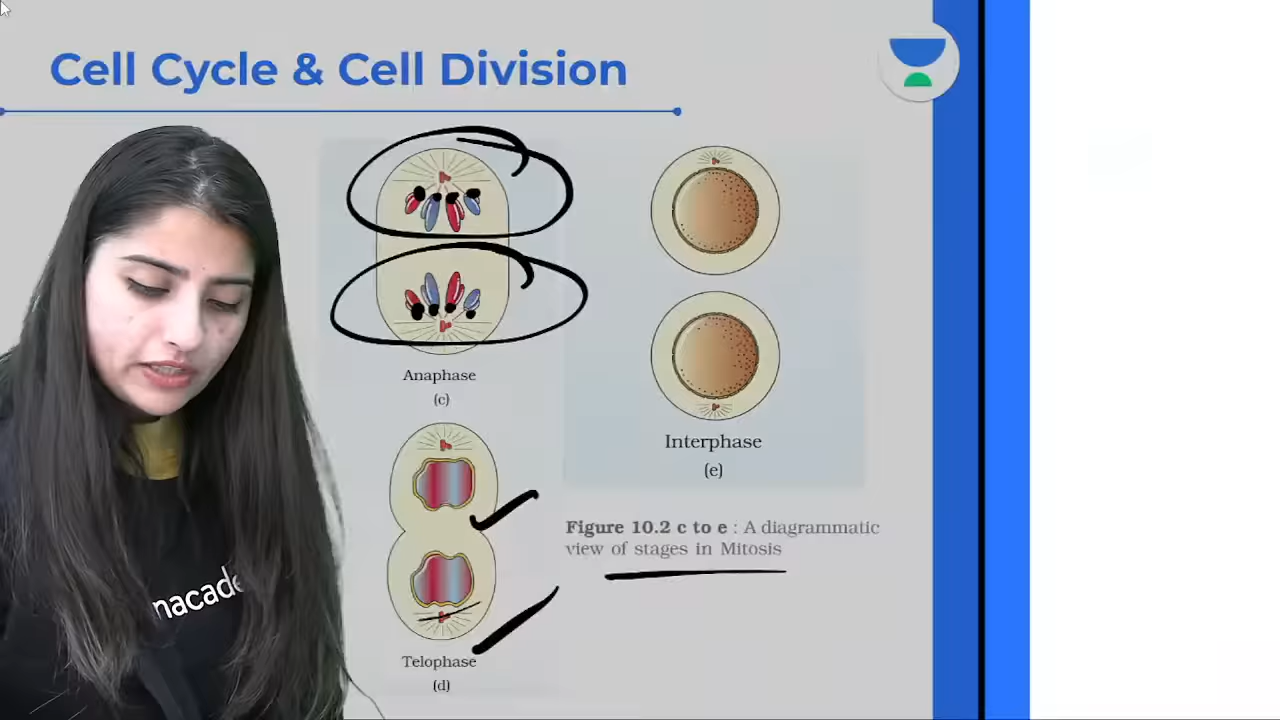 Cell Cycle & Cell Division
Anaphase
(c)
Telophase
(d)
Interphase
(e)
Figure 10.2 c to e : A diagrammatic
view of stages in Mitosis
nacade